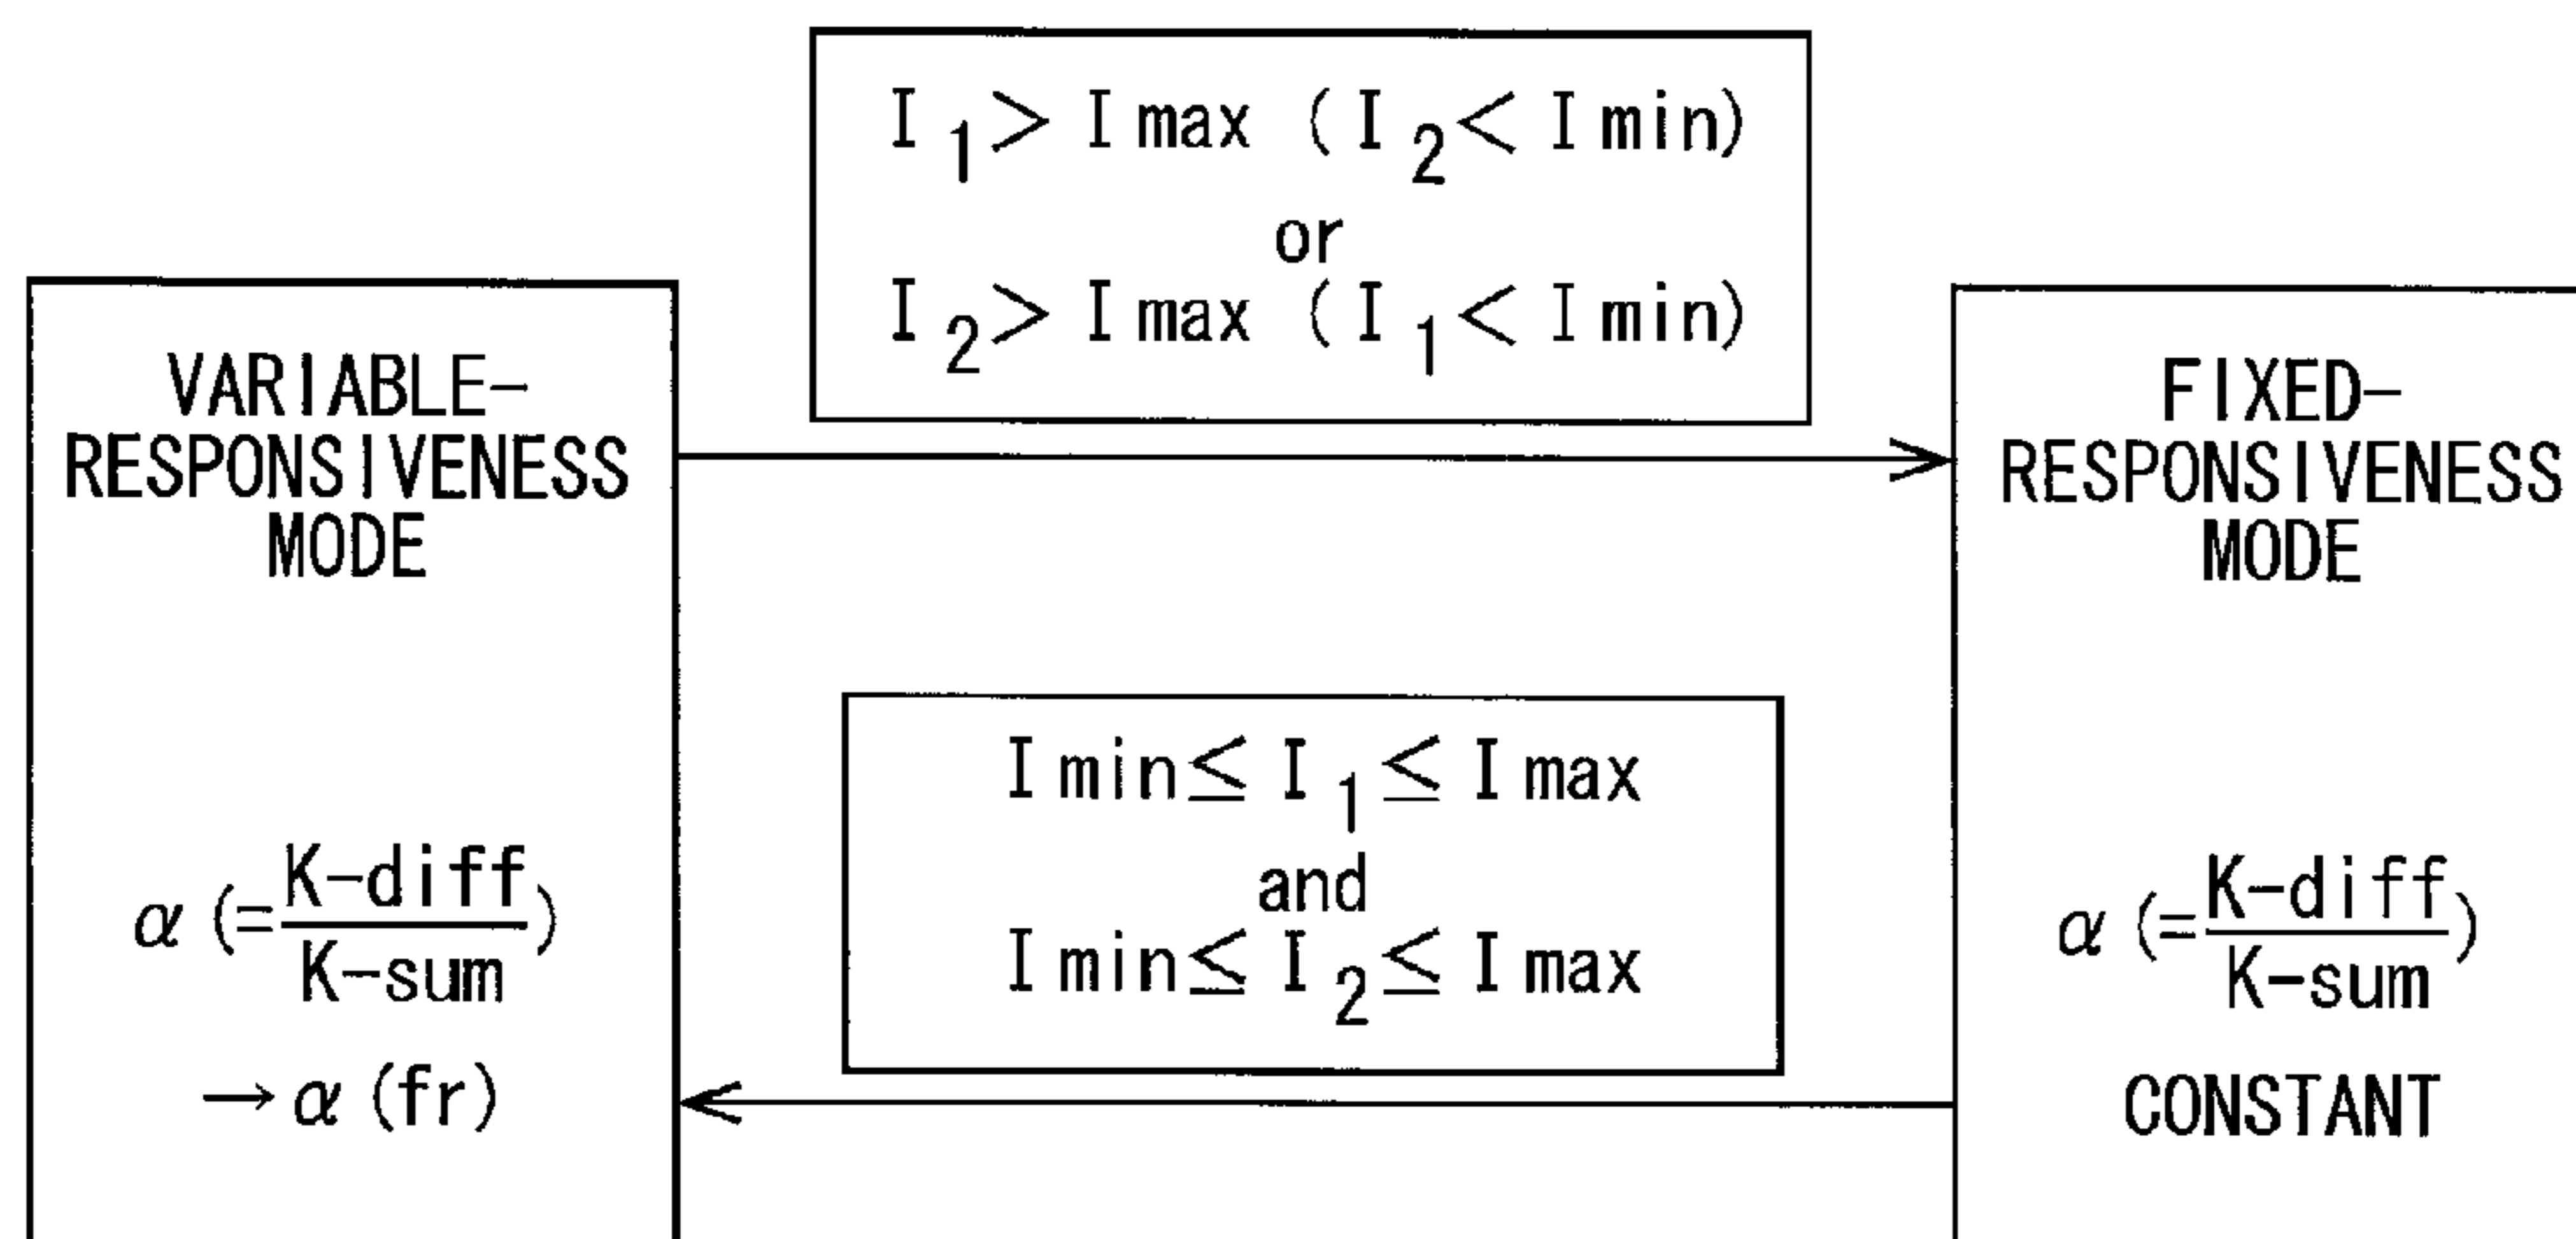 I1 > Imax (I2 < Imin)
or
I2 > Imax (I1 < Imin)
VARIABLE-
RESPONSIVENESS
MODE
α (=K-diff/K-sum)
→ α (fr)
FIXED-
RESPONSIVENESS
MODE
α (=K-diff/K-sum)
CONSTANT
Imin ≤ I1 ≤ Imax
and
Imin ≤ I2 ≤ Imax